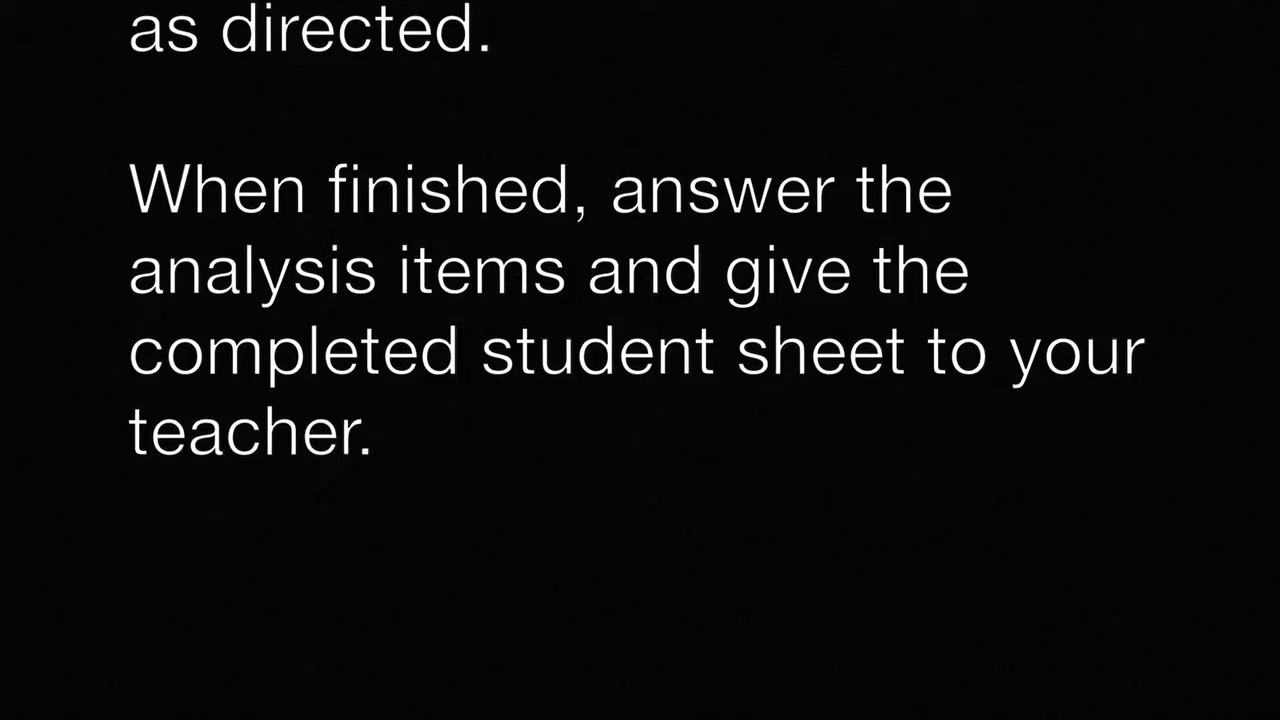 as directed.
When finished, answer the
analysis items and give the
completed student sheet to your
teacher.